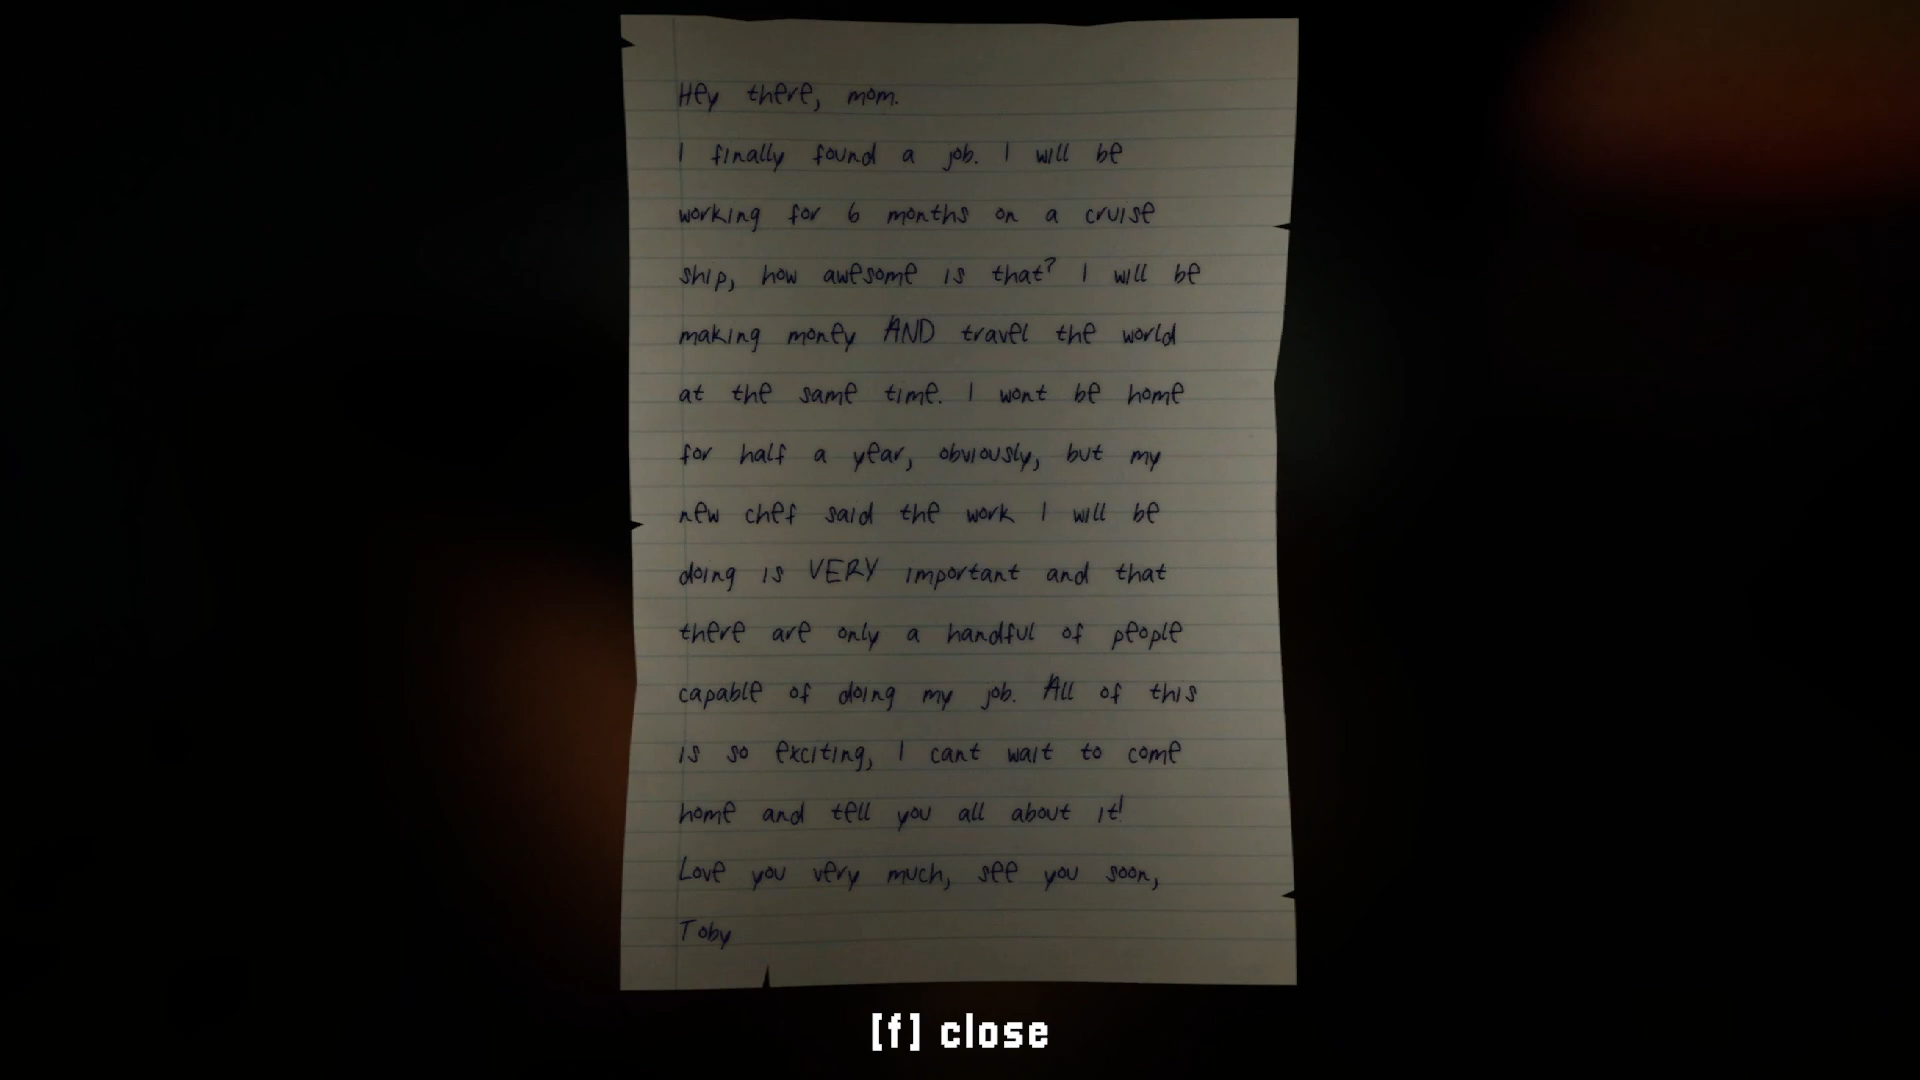 Hey there, mom.
I finally found a job. I will be
working for 6 months on a cruise
ship, how awesome is that? I will be
making money AND travel the world
at the same time. I wont be home
for half a year, obviously, but my
new chef said the work I will be
doing is VERY important and that
there are only a handful of people
capable of doing my job. All of this
is so exciting, I cant wait to come
home and tell you all about it!
Love you very much, see you soon,
Toby
[f] close